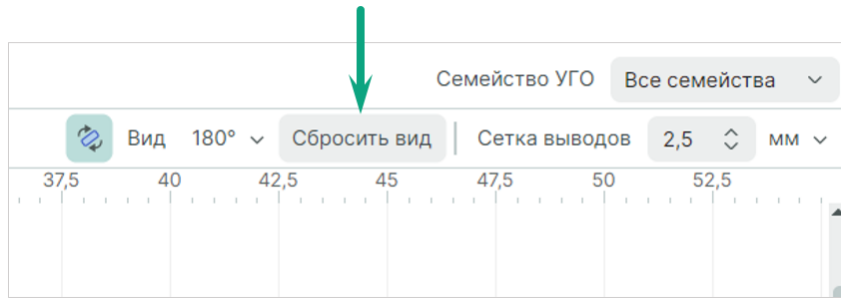 Семейство УГО Все семейства
Вид 180° Сбросить вид Сетка выводов 2,5 мм
37,5 40 42,5 45 47,5 50 52,5